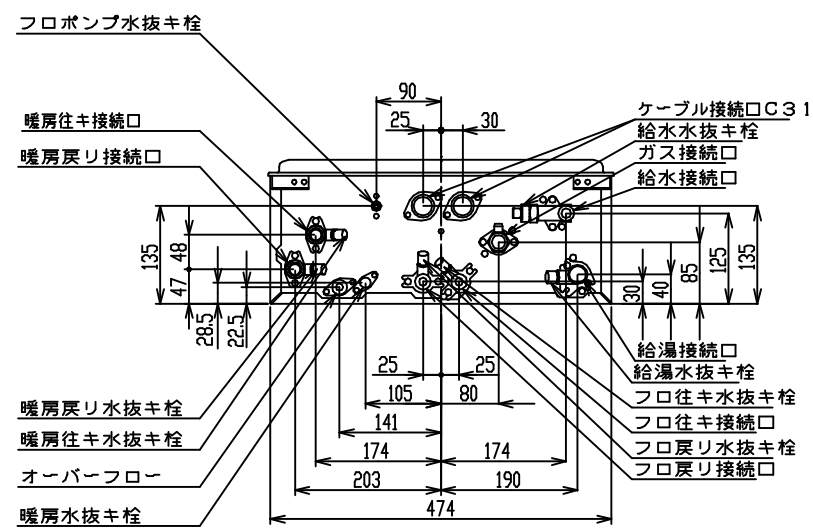 フロポンプ水抜キ栓
90
25
30
ケーブル接続口C31
給水水抜キ栓
ガス接続口
給水接続口
暖房往キ接続口
暖房戻リ接続口
135
48
47
28.5
22.5
30
40
85
125
135
給湯接続口
給湯水抜キ栓
フロ往キ水抜キ栓
フロ往キ接続口
フロ戻リ水抜キ栓
フロ戻リ接続口
25
25
105
80
141
174
174
203
190
474
暖房戻リ水抜キ栓
暖房往キ水抜キ栓
オーバーフロー
暖房水抜キ栓